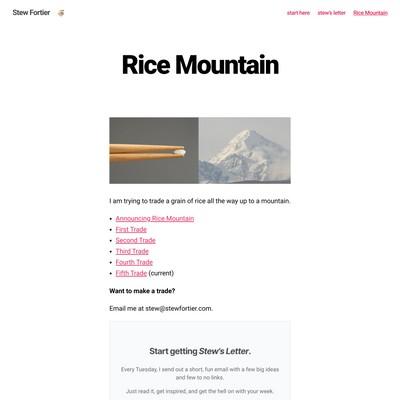 Stew Fortier
start here stew's letter Rice Mountain
Rice Mountain
I am trying to trade a grain of rice all the way up to a mountain.
• Announcing Rice Mountain
• First Trade
• Second Trade
• Third Trade
• Fourth Trade
• Fifth Trade (current)
Want to make a trade?
Email me at stew@stewfortier.com.
Start getting Stew's Letter.
Every Tuesday, I send out a short, fun email with a few big ideas
and few to no links.
Just read it, get inspired, and get the hell on with your week.